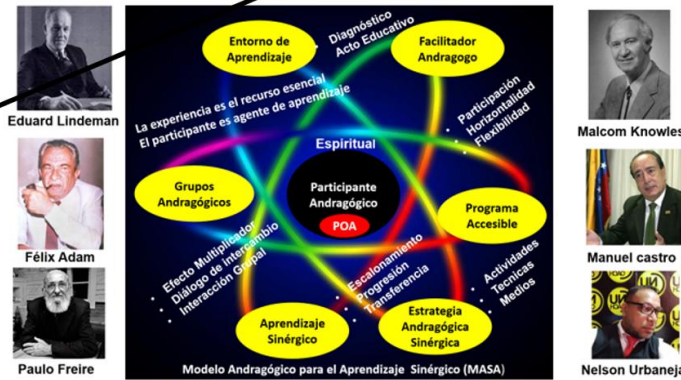 Eduard Lindeman
Félix Adam
Paulo Freire
Entorno de
Aprendizaje
Diagnóstico
Acto Educativo
Facilitador
Andragogo
La experiencia es el recurso esencial
El participante es agente de aprendizaje
Participación
Horizontalidad
Flexibilidad
Espiritual
Grupos
Andragógicos
Participante
Andragógico
POA
Programa
Accesible
Efecto Multiplicador
Diálogo de intercambio
Interacción Grupal
Escalonamiento
Progresión
Transferencia
Actividades
Tecnicas
Medios
Aprendizaje
Sinérgico
Estrategia
Andragógica
Sinérgica
Modelo Andragógico para el Aprendizaje Sinérgico (MASA)
Malcom Knowles
Manuel castro
Nelson Urbaneja